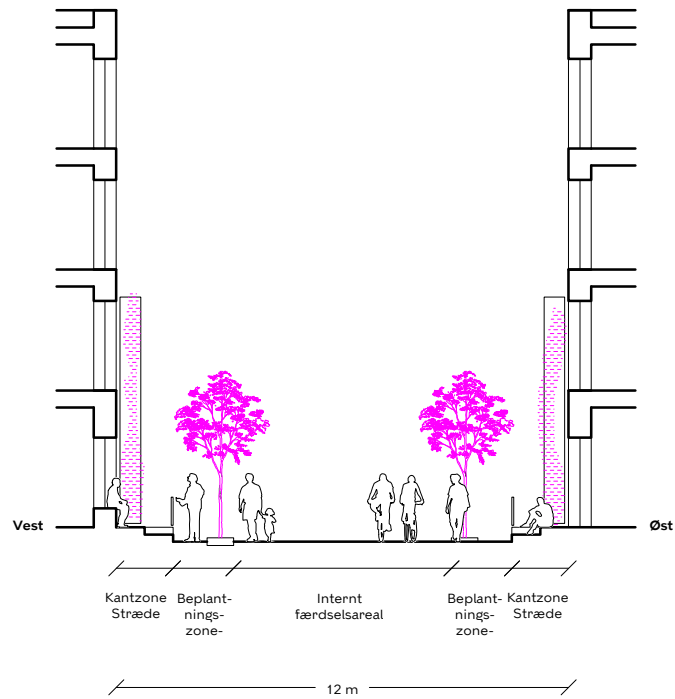 Vest
Øst
Kantzone
Stræde
Beplant-
nings-
zone-
Internt
færdselsareal
Beplant-
nings-
zone-
Kantzone
Stræde
12 m